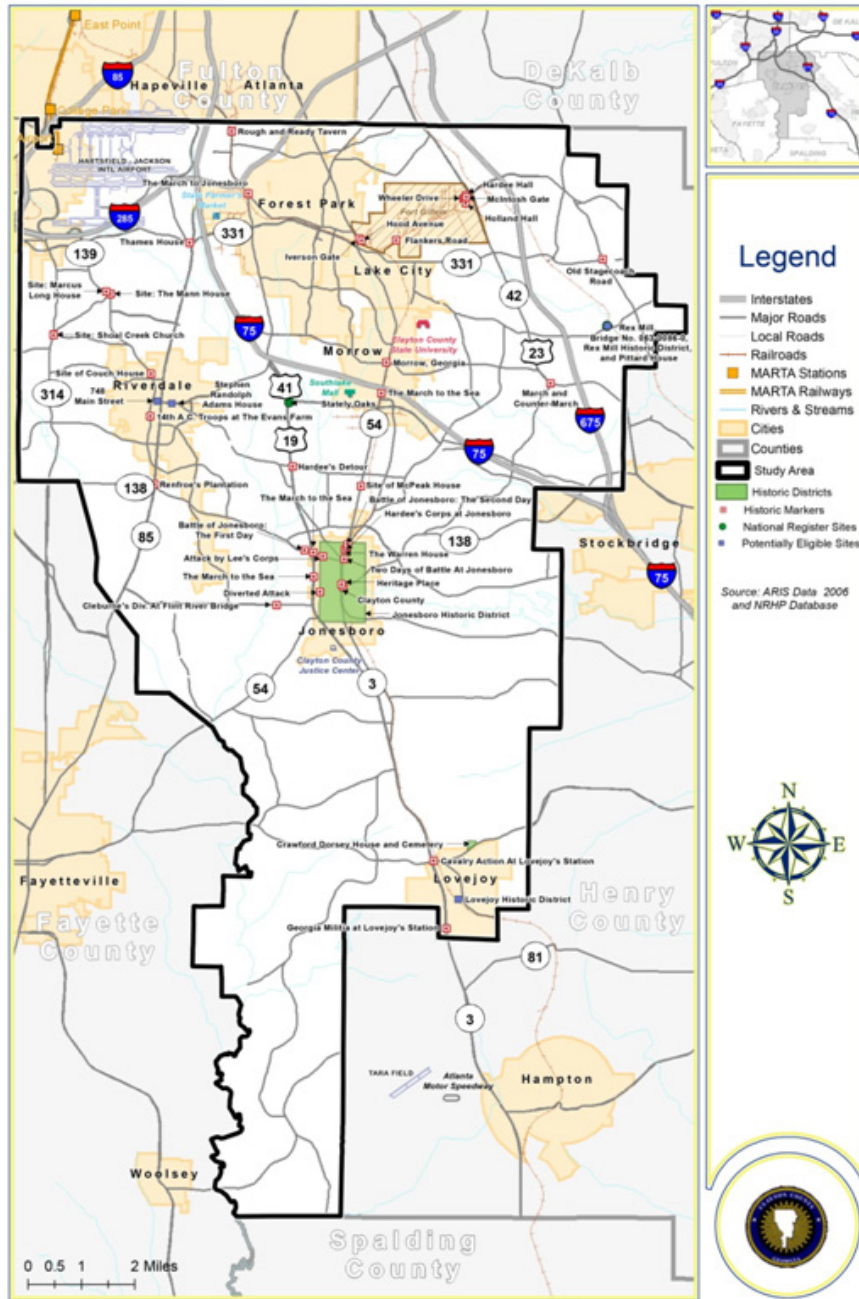 East Point
85
Hapeville
Fulton
County
Atlanta
DeKalb
County
College Park
HARTSFIELD - JACKSON
INTL AIRPORT
Rough and Ready Tavern
The March to Jonesboro
State Farmer's
Market
Forest Park
Fort Gillem
Wheeler Drive
Hardee Hall
McIntosh Gate
Holland Hall
285
Hood Avenue
Thames House
331
Flankers Road
Iverson Gate
139
Lake City
331
Old Stagecoach
Road
Site: Marcus
Long House
Site: The Mann House
42
Site: Shoal Creek Church
75
Clayton County
State University
Rex Mill
Bridge No. 063-0096-0,
Rex Mill Historic District,
and Pittard House
Morrow
23
Site of Couch House
Morrow, Georgia
Riverdale
Stephen
Randolph
Adams House
748
Main Street
314
41
Southlake
Mall
The March to the Sea
March and
Counter-March
Stately Oaks
14th A.C. Troops at The Evans Farm
54
675
19
75
Hardee's Detour
138
Renfroe's Plantation
Site of McPeak House
The March to the Sea
Battle of Jonesboro: The Second Day
Hardee's Corps at Jonesboro
85
Battle of Jonesboro:
The First Day
138
Stockbridge
Attack by Lee's Corps
The Warren House
Two Days of Battle At Jonesboro
75
The March to the Sea
Heritage Place
Diverted Attack
Clayton County
Cleburne's Div. At Flint River Bridge
Jonesboro Historic District
Jonesboro
Clayton County
Justice Center
54
3
Crawford Dorsey House and Cemetery
Cavalry Action At Lovejoy's Station
Fayetteville
Lovejoy
Henry
County
Lovejoy Historic District
Fayette
County
Georgia Militia at Lovejoy's Station
81
3
TARA FIELD
Atlanta
Motor Speedway
Hampton
Woolsey
Spalding
County
0 0.5 1 2 Miles
FAYETTE
SPALDING
Legend
Interstates
Major Roads
Local Roads
Railroads
MARTA Stations
MARTA Railways
Rivers & Streams
Cities
Counties
Study Area
Historic Districts
Historic Markers
National Register Sites
Potentially Eligible Sites
Source: ARIS Data 2006
and NRHP Database
N
W
E
S
CLAYTON COUNTY
GEORGIA